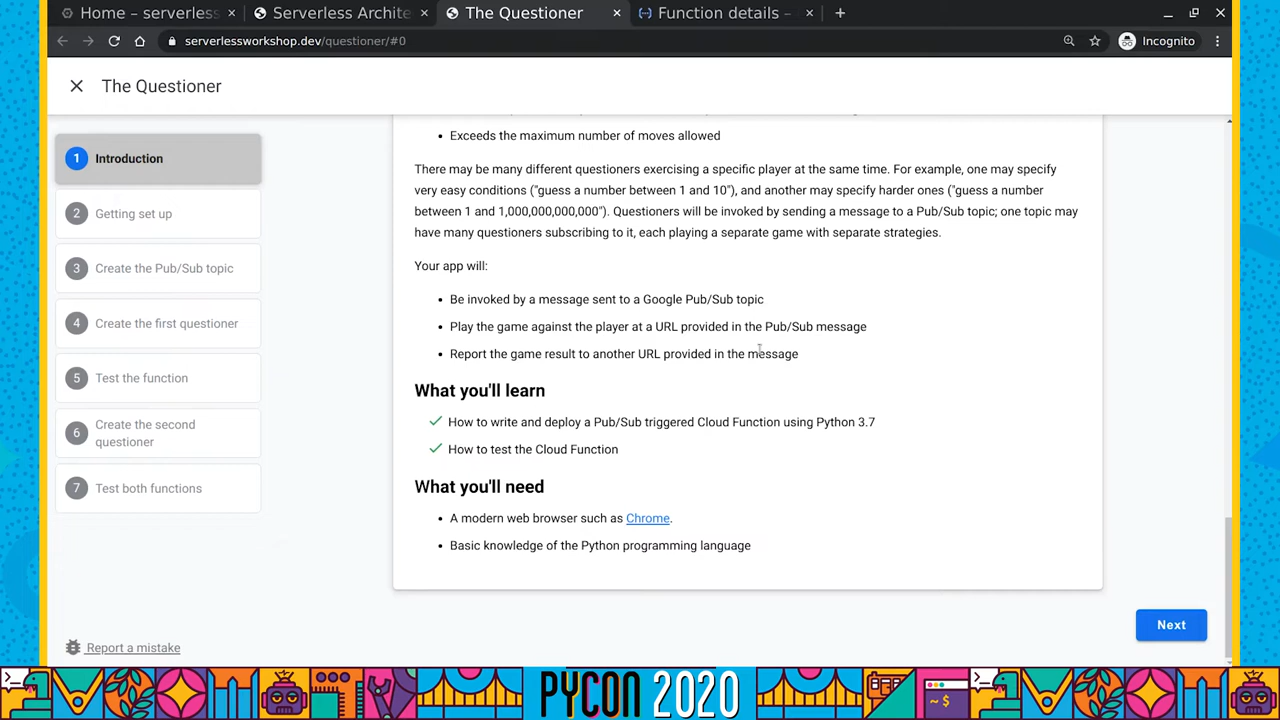 Home – serverless
Serverless Archite
The Questioner
Function details –
serverlessworkshop.dev/questioner/#0
Incognito
The Questioner
1 Introduction
2 Getting set up
3 Create the Pub/Sub topic
4 Create the first questioner
5 Test the function
6 Create the second
questioner
7 Test both functions
Report a mistake
• Exceeds the maximum number of moves allowed
There may be many different questioners exercising a specific player at the same time. For example, one may specify
very easy conditions ("guess a number between 1 and 10"), and another may specify harder ones ("guess a number
between 1 and 1,000,000,000,000"). Questioners will be invoked by sending a message to a Pub/Sub topic; one topic may
have many questioners subscribing to it, each playing a separate game with separate strategies.
Your app will:
• Be invoked by a message sent to a Google Pub/Sub topic
• Play the game against the player at a URL provided in the Pub/Sub message
• Report the game result to another URL provided in the message
What you'll learn
How to write and deploy a Pub/Sub triggered Cloud Function using Python 3.7
How to test the Cloud Function
What you'll need
• A modern web browser such as Chrome.
• Basic knowledge of the Python programming language
Next
PYCON 2020
~$